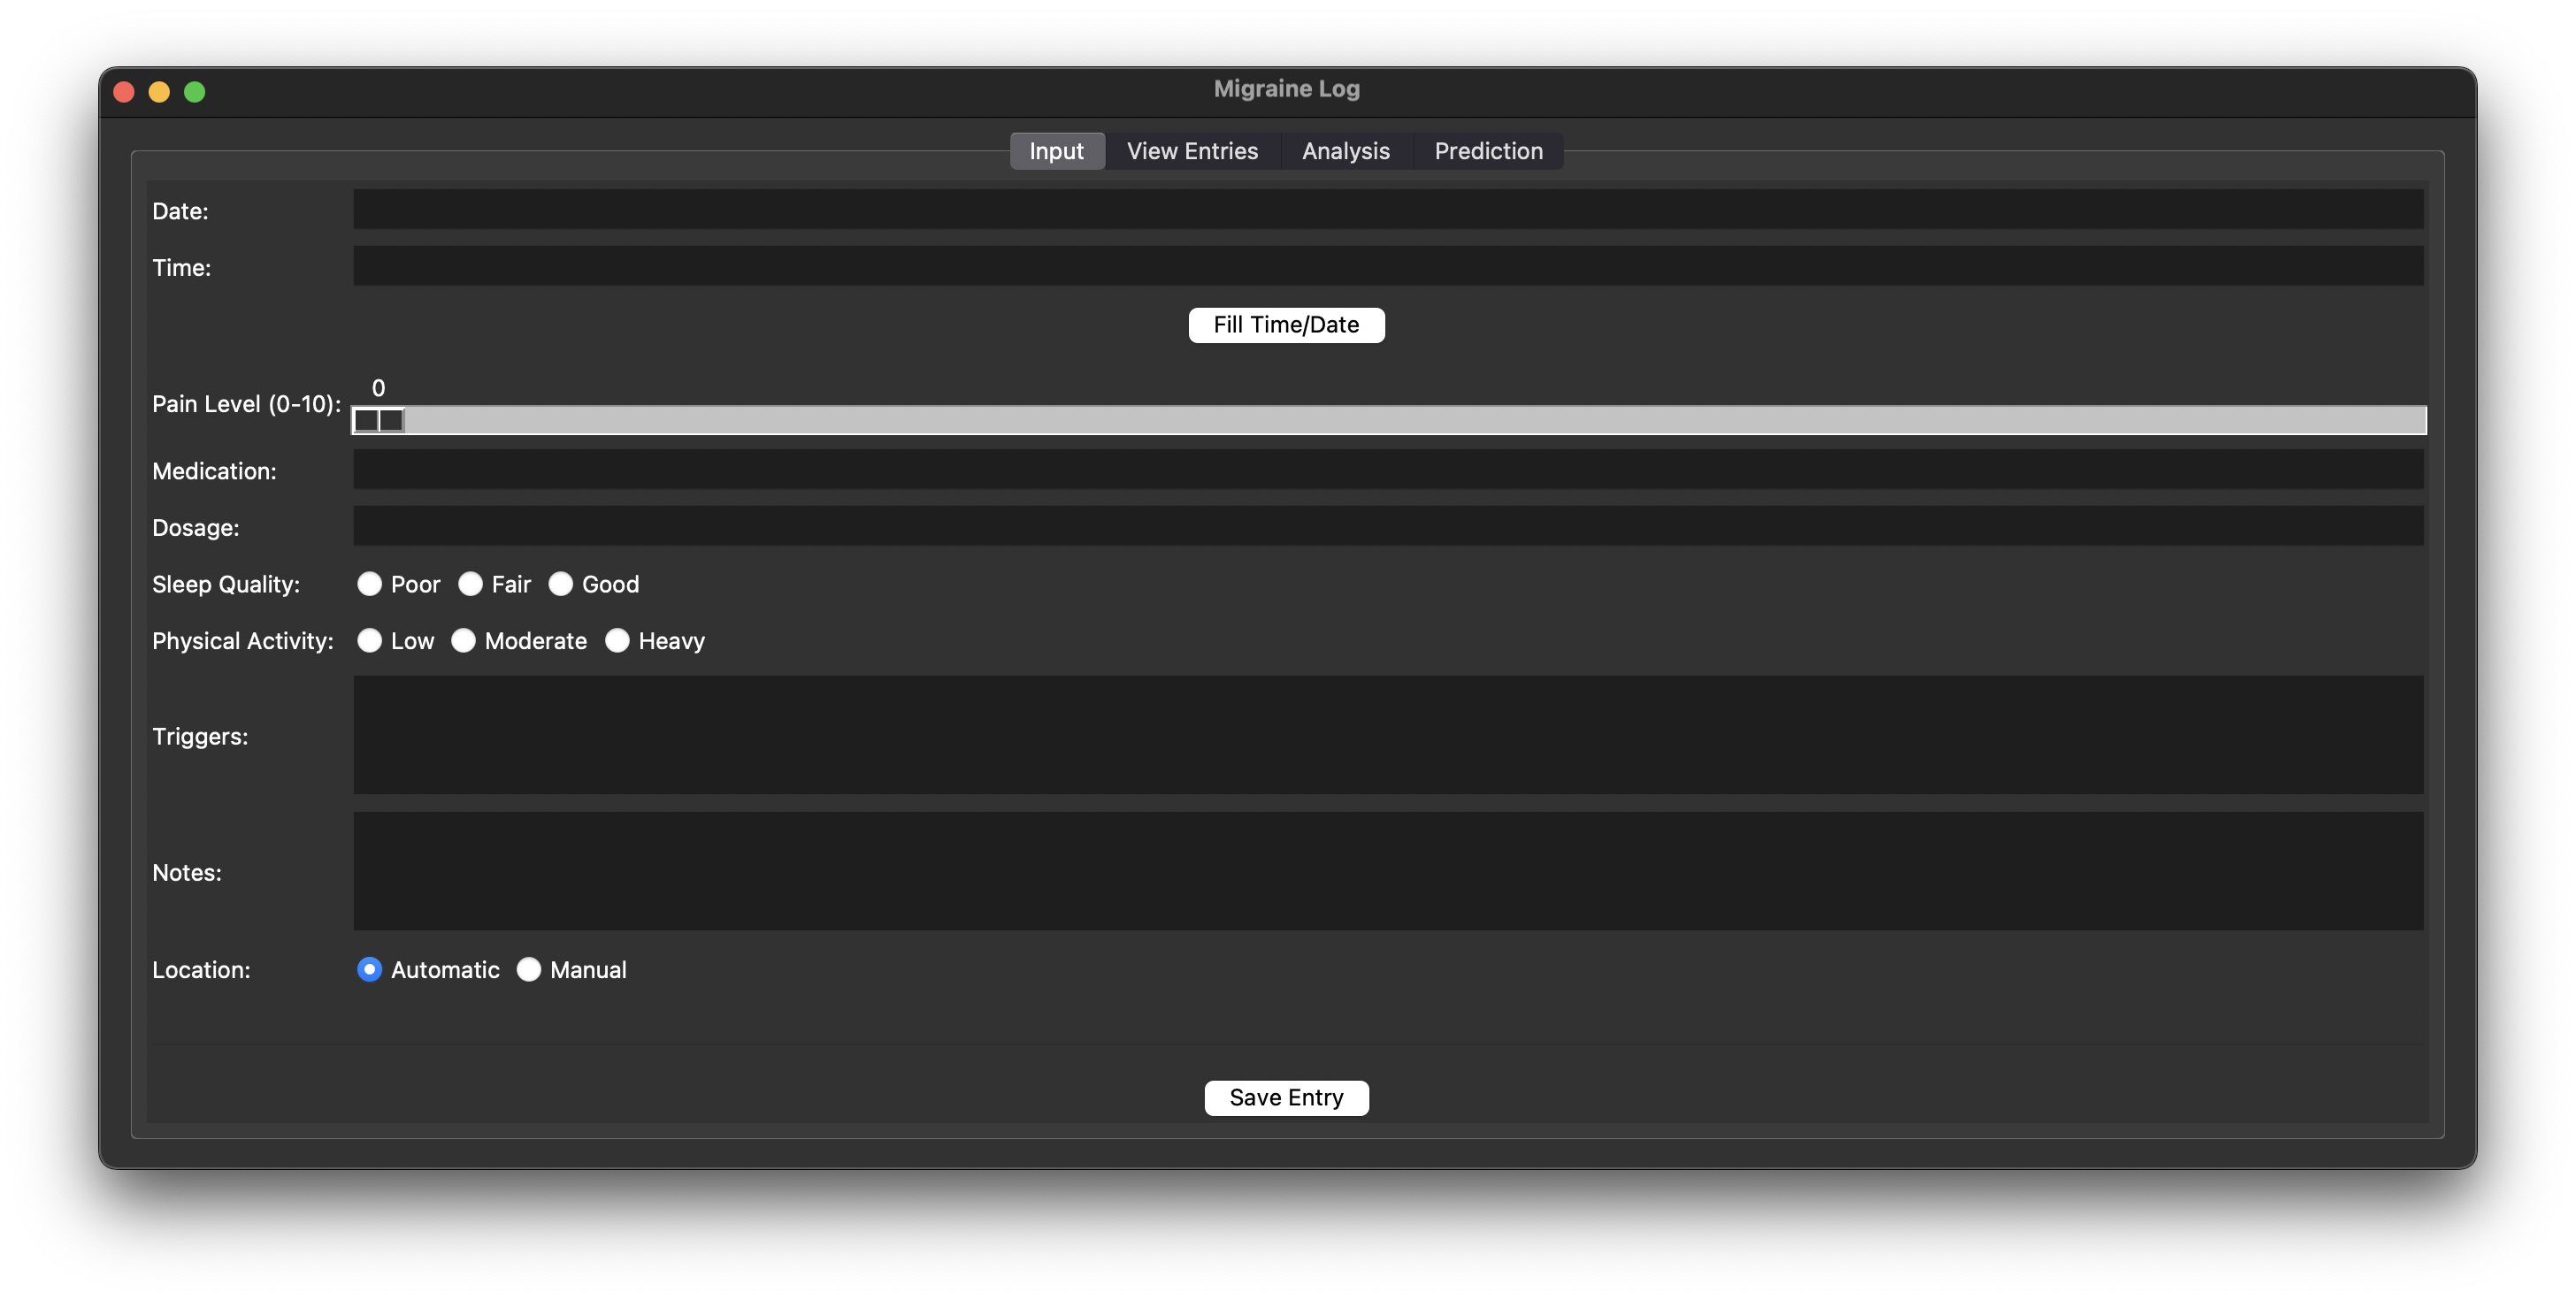 Migraine Log
Input View Entries Analysis Prediction
Date:
Time:
Fill Time/Date
0
Pain Level (0-10):
Medication:
Dosage:
Sleep Quality: Poor Fair Good
Physical Activity: Low Moderate Heavy
Triggers:
Notes:
Location: Automatic Manual
Save Entry